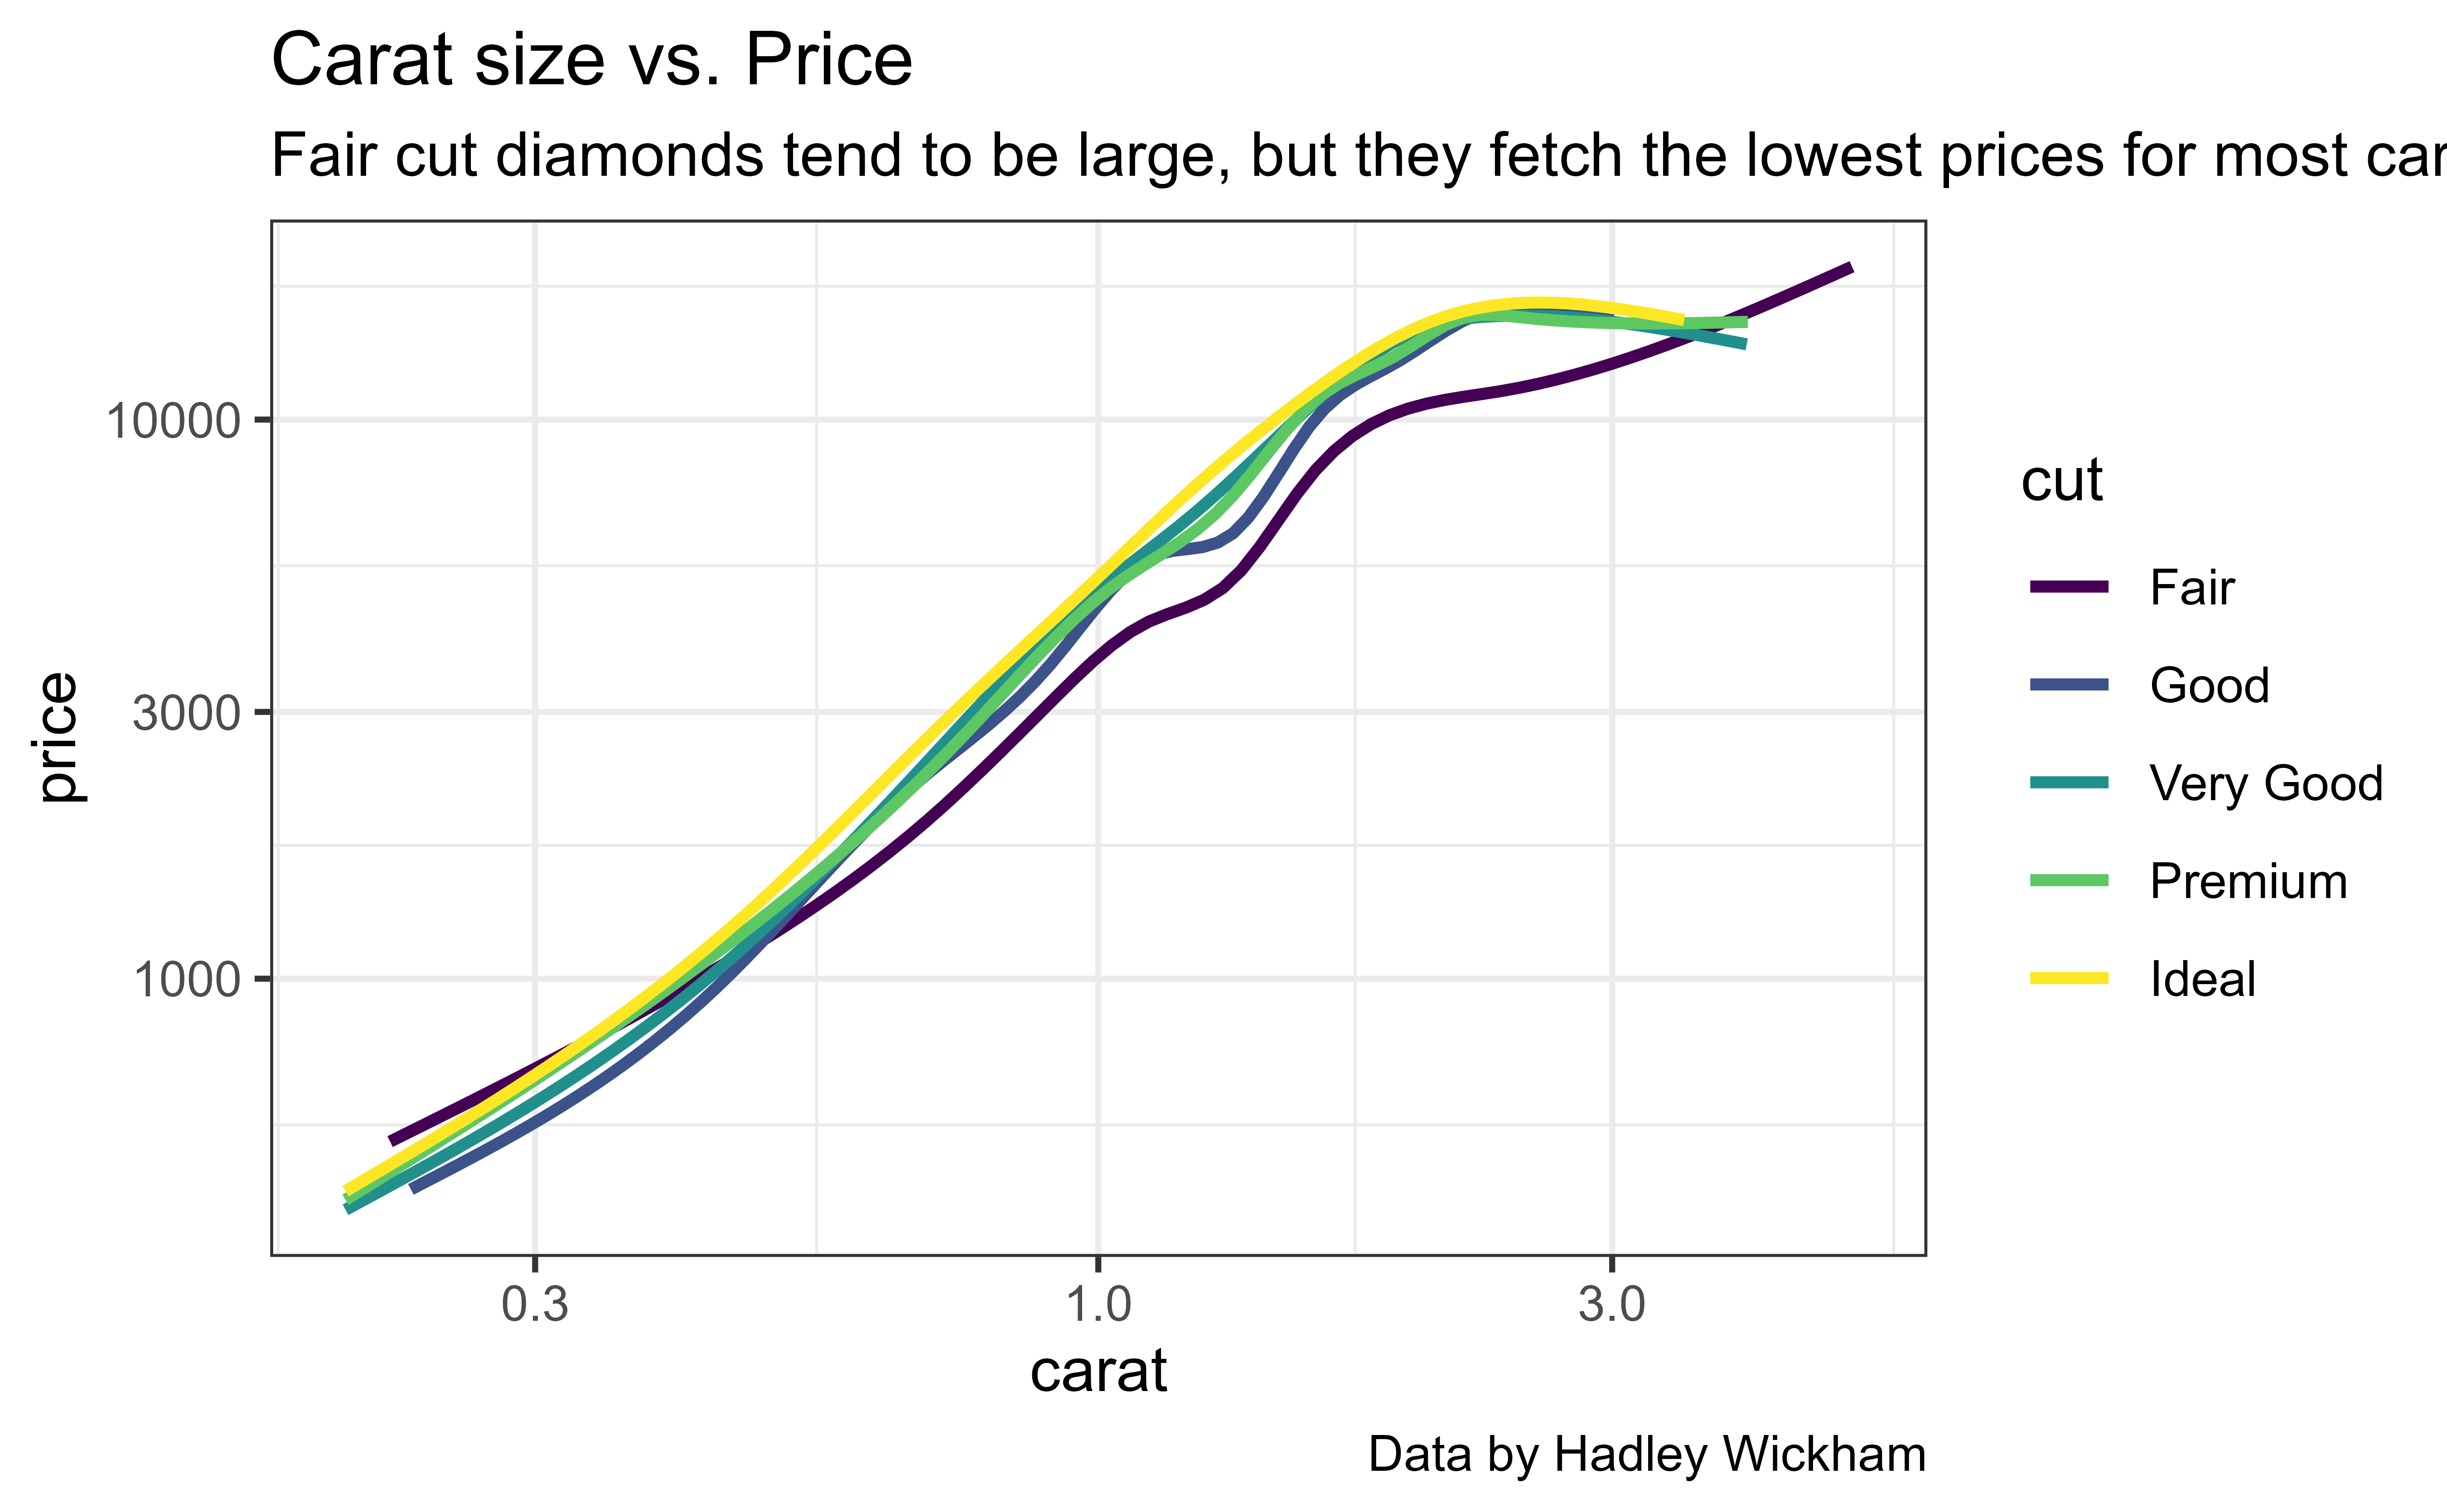 Carat size vs. Price
Fair cut diamonds tend to be large, but they fetch the lowest prices for most
price
10000
3000
1000
0.3
1.0
3.0
carat
cut
Fair
Good
Very Good
Premium
Ideal
Data by Hadley Wickham